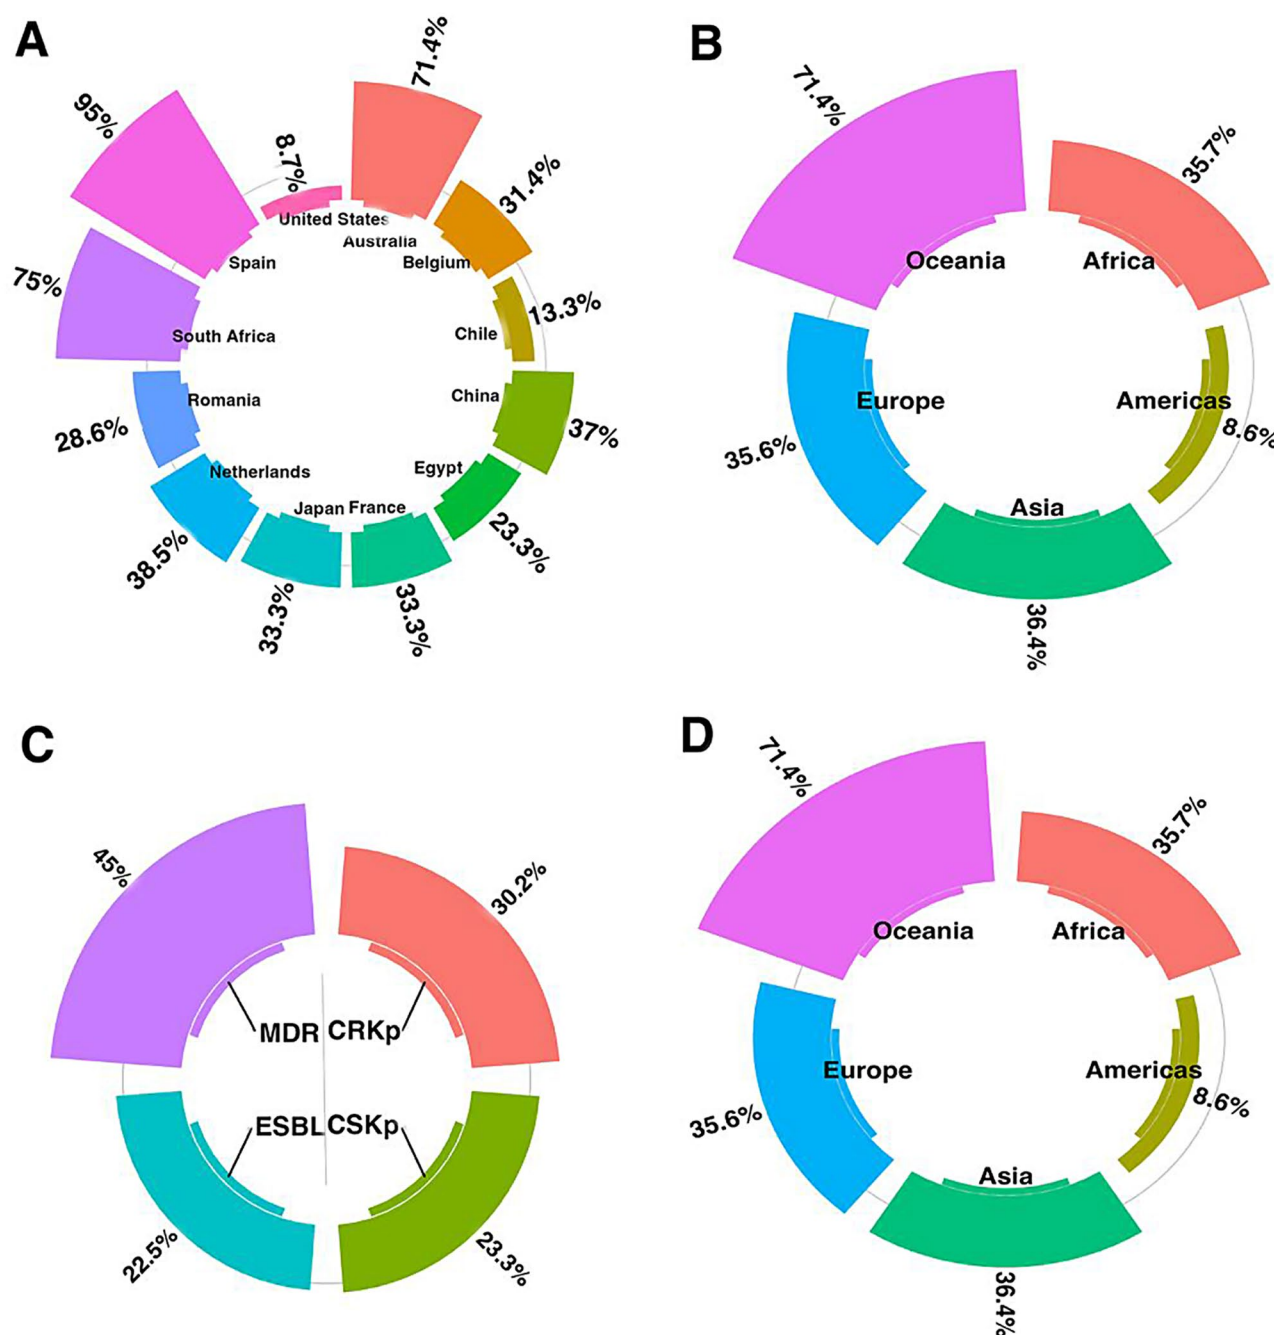 A
71.4%
31.4%
13.3%
37%
23.3%
33.3%
33.3%
38.5%
28.6%
75%
95%
8.7%
United States
Australia
Belgium
Chile
China
Egypt
France
Japan
Netherlands
Romania
South Africa
Spain
B
71.4%
35.7%
Oceania
Africa
Europe
Americas
35.6%
8.6%
Asia
36.4%
C
45%
30.2%
MDR
CRKp
ESBL
CSKp
22.5%
23.3%
D
71.4%
35.7%
Oceania
Africa
Europe
Americas
35.6%
8.6%
Asia
36.4%